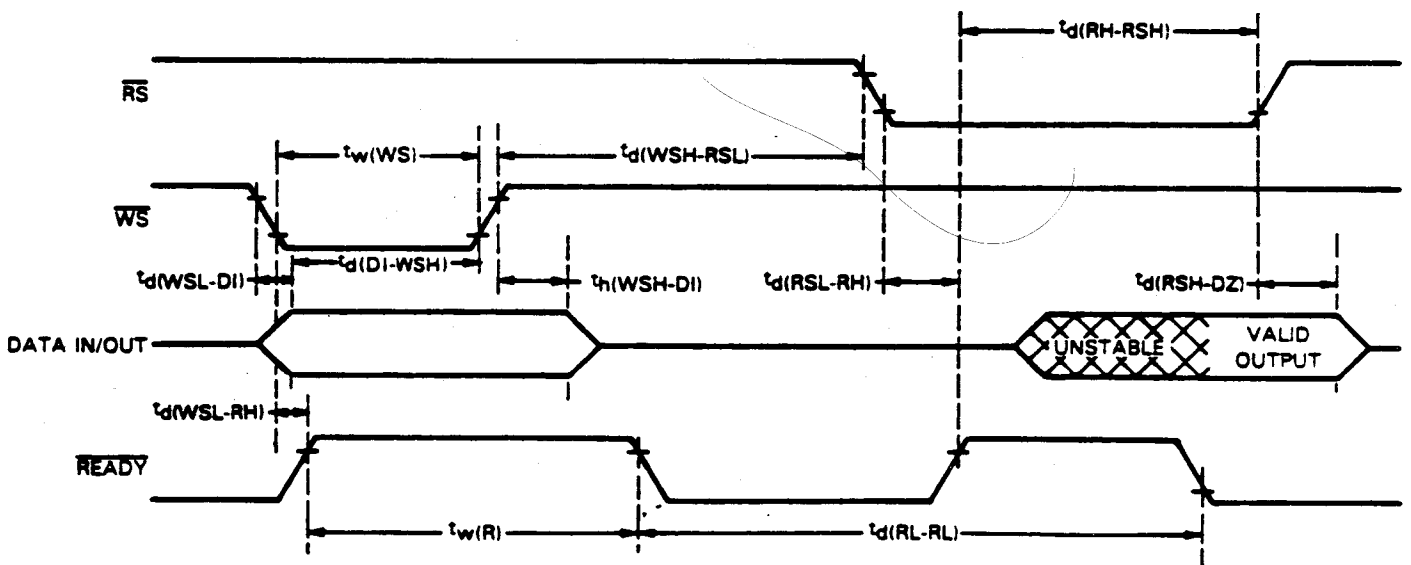 td(RH-RSH)
RS
tw(WS)
td(WSH-RSL)
WS
td(WSL-DI)
td(DI-WSH)
th(WSH-DI)
td(RSL-RH)
td(RSH-DZ)
DATA IN/OUT
UNSTABLE
VALID
OUTPUT
td(WSL-RH)
READY
tw(R)
td(RL-RL)